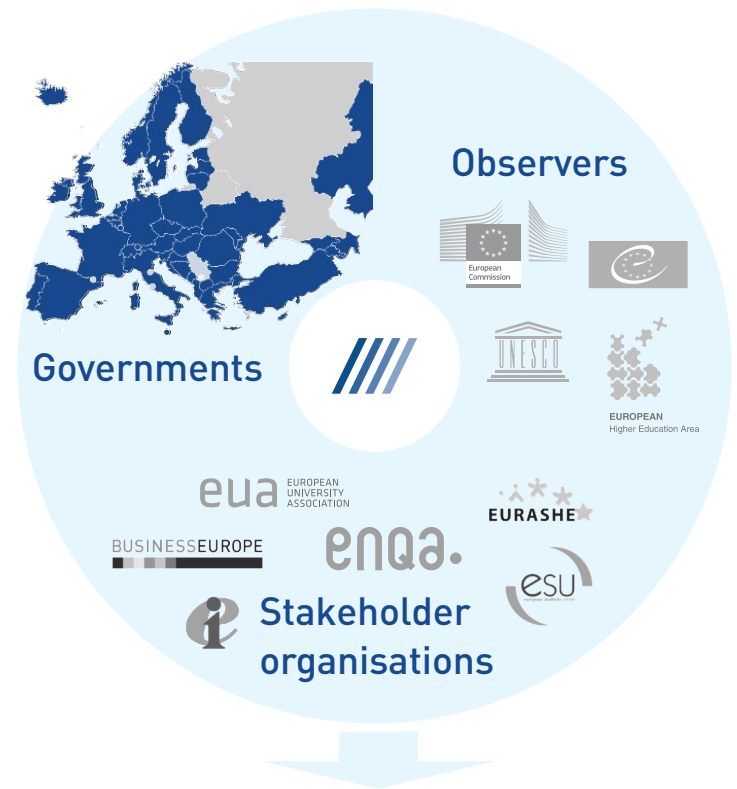 Observers
European
Commission
UNESCO
Governments
EUROPEAN
Higher Education Area
eua EUROPEAN
UNIVERSITY
ASSOCIATION
EURASHE
BUSINESSEUROPE
enqa.
esu
ei
Stakeholder
organisations